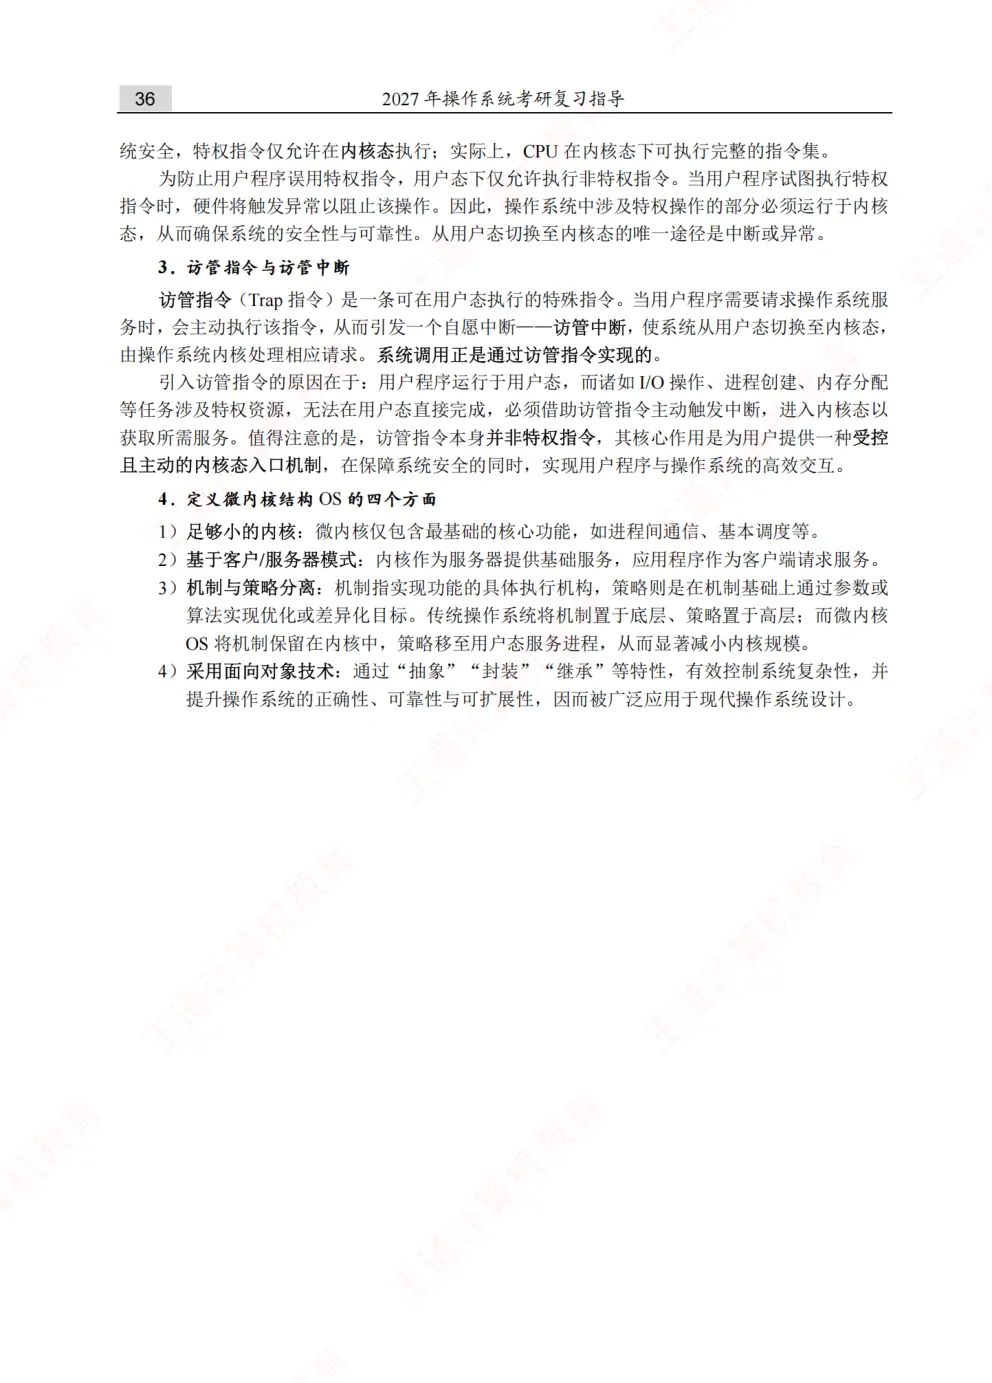 36
2027 年操作系统考研复习指导
统安全，特权指令仅允许在内核态执行；实际上，CPU 在内核态下可执行完整的指令集。
为防止用户程序误用特权指令，用户态下仅允许执行非特权指令。当用户程序试图执行特权
指令时，硬件将触发异常以阻止该操作。因此，操作系统中涉及特权操作的部分必须运行于内核
态，从而确保系统的安全性与可靠性。从用户态切换至内核态的唯一途径是中断或异常。
3．访管指令与访管中断
访管指令（Trap 指令）是一条可在用户态执行的特殊指令。当用户程序需要请求操作系统服
务时，会主动执行该指令，从而引发一个自愿中断——访管中断，使系统从用户态切换至内核态，
由操作系统内核处理相应请求。系统调用正是通过访管指令实现的。
引入访管指令的原因在于：用户程序运行于用户态，而诸如 I/O 操作、进程创建、内存分配
等任务涉及特权资源，无法在用户态直接完成，必须借助访管指令主动触发中断，进入内核态以
获取所需服务。值得注意的是，访管指令本身并非特权指令，其核心作用是为用户提供一种受控
且主动的内核态入口机制，在保障系统安全的同时，实现用户程序与操作系统的高效交互。
4．定义微内核结构 OS 的四个方面
1）足够小的内核：微内核仅包含最基础的核心功能，如进程间通信、基本调度等。
2）基于客户/服务器模式：内核作为服务器提供基础服务，应用程序作为客户端请求服务。
3）机制与策略分离：机制指实现功能的具体执行机构，策略则是在机制基础上通过参数或
算法实现优化或差异化目标。传统操作系统将机制置于底层、策略置于高层；而微内核
OS 将机制保留在内核中，策略移至用户态服务进程，从而显著减小内核规模。
4）采用面向对象技术：通过“抽象”“封装”“继承”等特性，有效控制系统复杂性，并
提升操作系统的正确性、可靠性与可扩展性，因而被广泛应用于现代操作系统设计。
王道计算机教育
王道计算机教育
王道计算机教育